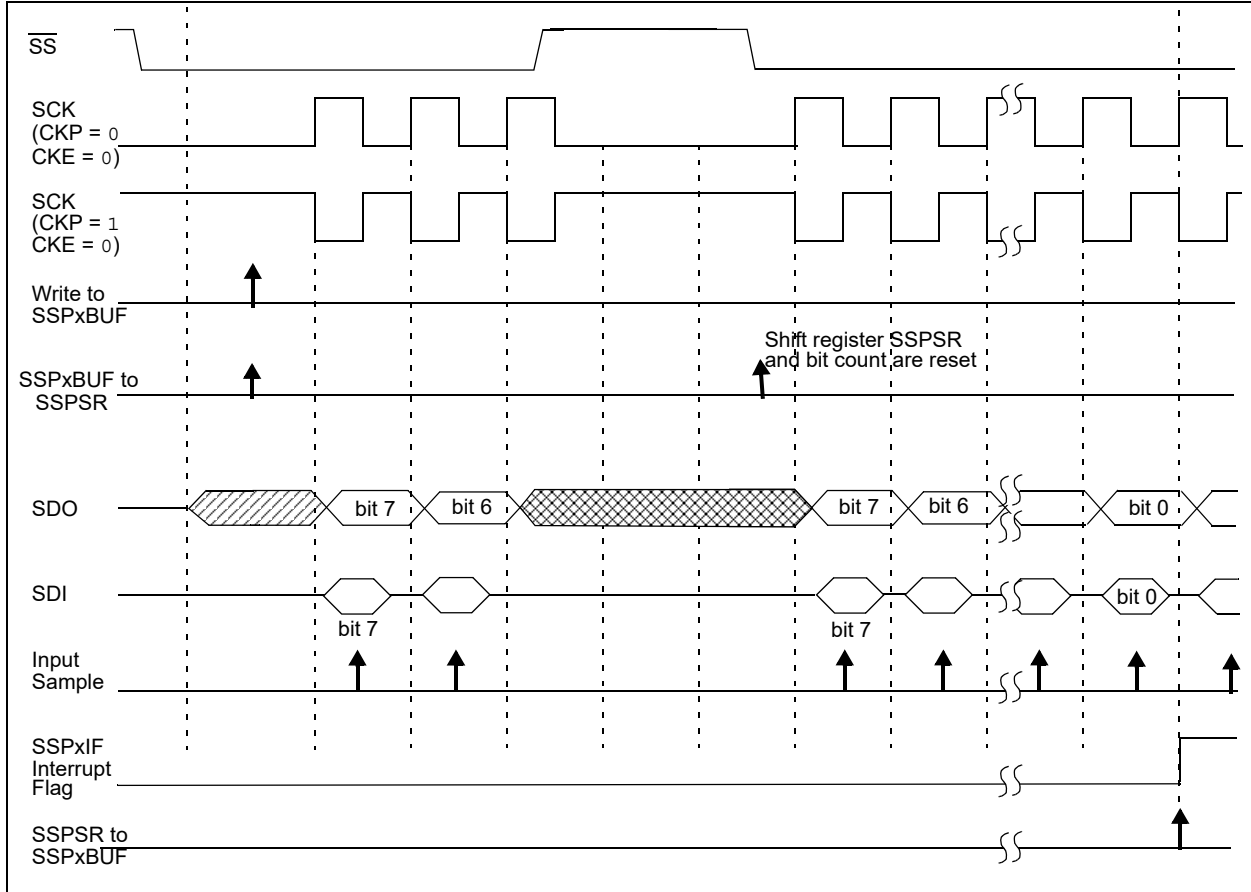 SS
SCK
(CKP = 0
CKE = 0)
SCK
(CKP = 1
CKE = 0)
Write to
SSPxBUF
Shift register SSPSR
and bit count are reset
SSPxBUF to
SSPSR
SDO
bit 7
bit 6
bit 7
bit 6
bit 0
SDI
bit 0
bit 7
bit 7
Input
Sample
SSPxIF
Interrupt
Flag
SSPSR to
SSPxBUF